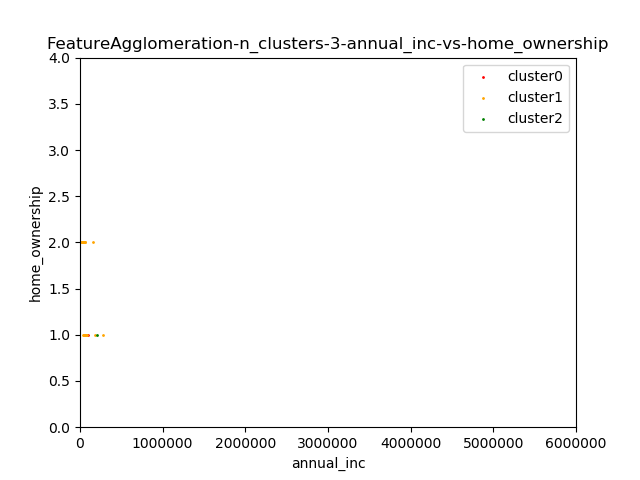 FeatureAgglomeration-n_clusters-3-annual_inc-vs-home_ownership
cluster0
cluster1
cluster2
4.0
3.5
3.0
2.5
2.0
1.5
1.0
0.5
0.0
home_ownership
0 1000000 2000000 3000000 4000000 5000000 6000000
annual_inc